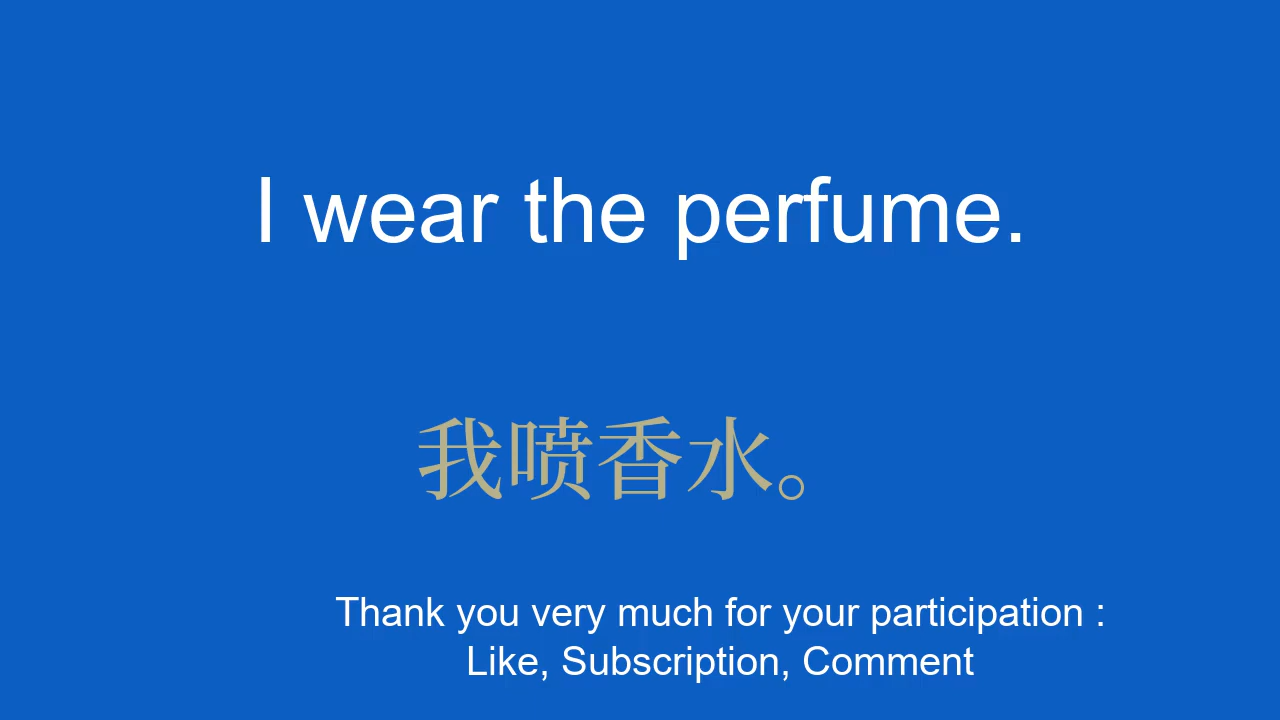 I wear the perfume.
我喷香水。
Thank you very much for your participation :
Like, Subscription, Comment